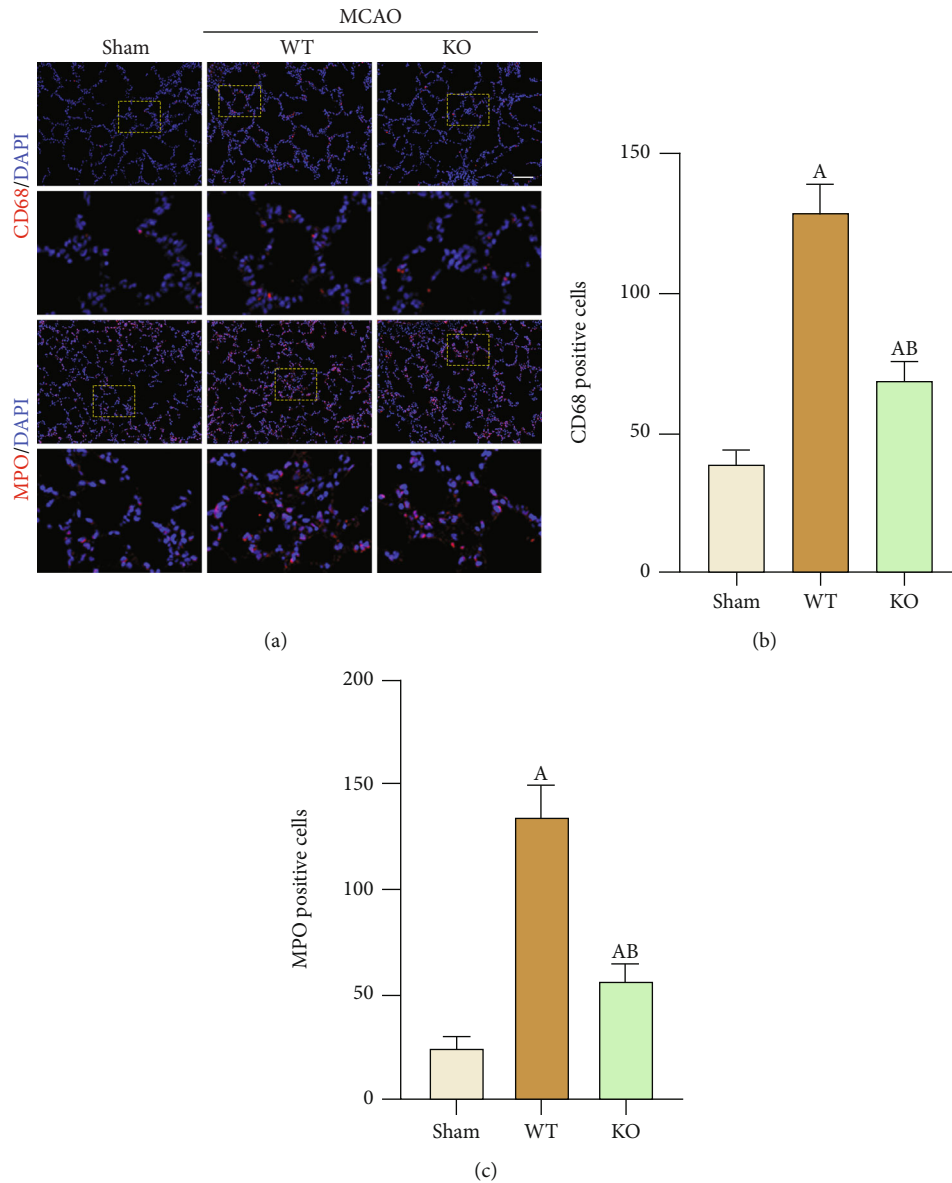 MCAO
Sham WT KO
CD68/DAPI
MPO/DAPI
(a)
CD68 positive cells
150
100
50
0
A
AB
Sham WT KO
(b)
MPO positive cells
200
150
100
50
0
A
AB
Sham WT KO
(c)